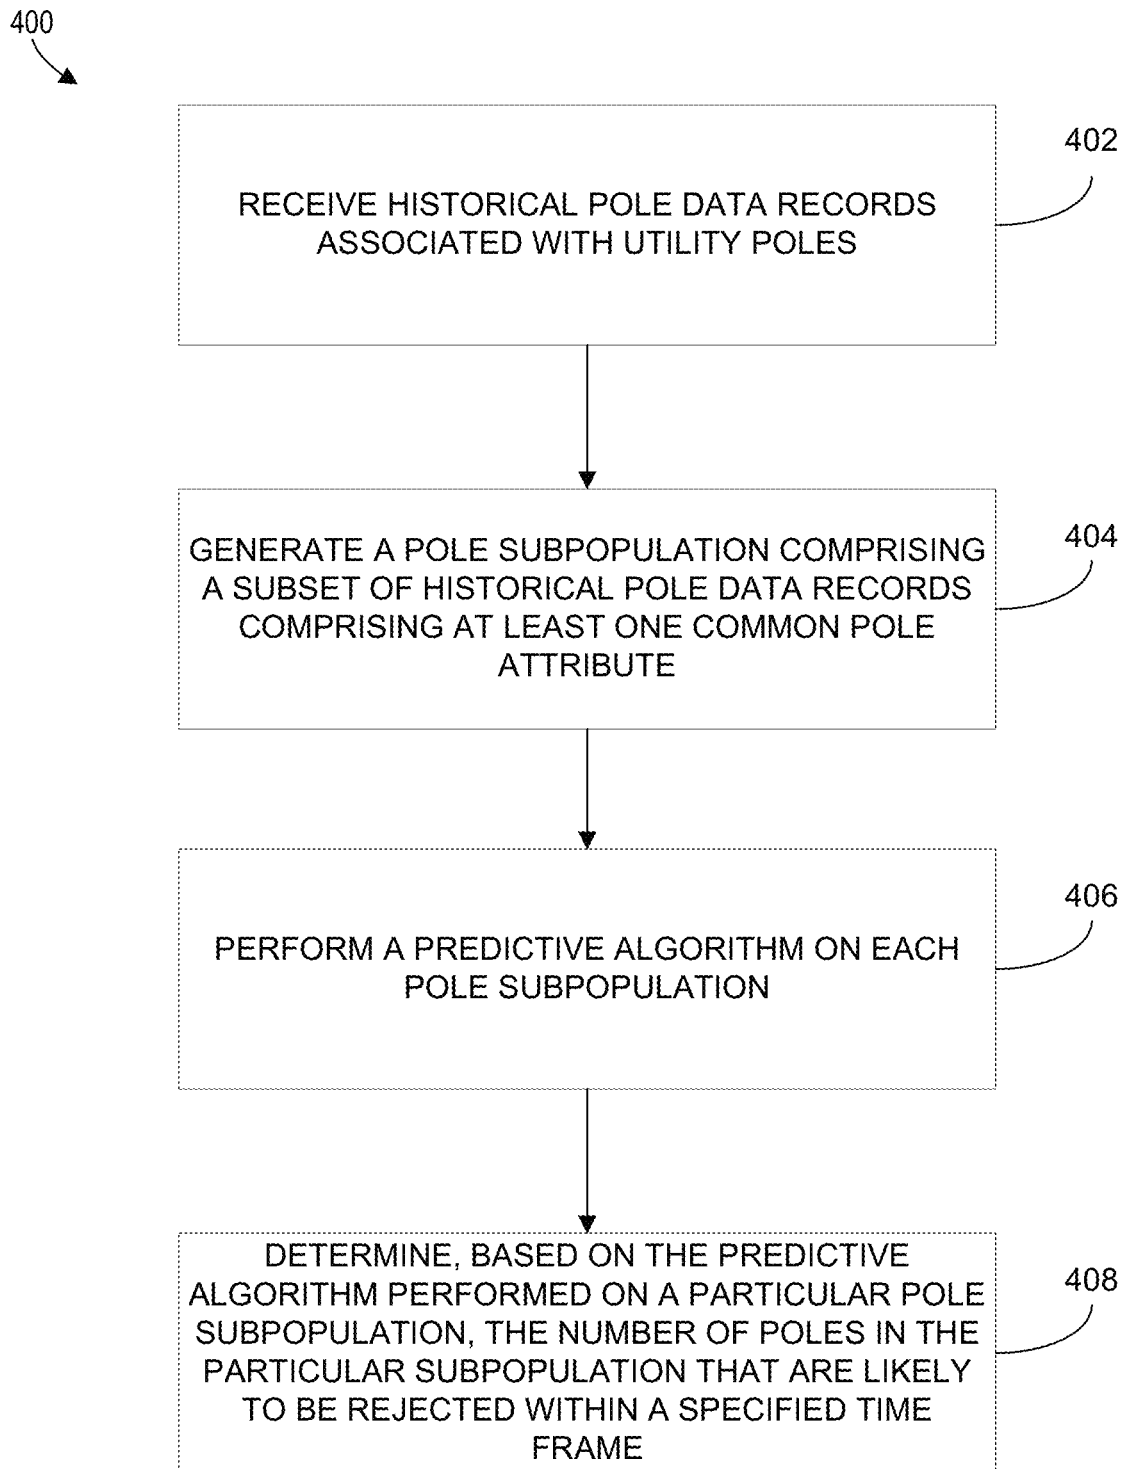 400
402
RECEIVE HISTORICAL POLE DATA RECORDS
ASSOCIATED WITH UTILITY POLES
404
GENERATE A POLE SUBPOPULATION COMPRISING
A SUBSET OF HISTORICAL POLE DATA RECORDS
COMPRISING AT LEAST ONE COMMON POLE
ATTRIBUTE
406
PERFORM A PREDICTIVE ALGORITHM ON EACH
POLE SUBPOPULATION
408
DETERMINE, BASED ON THE PREDICTIVE
ALGORITHM PERFORMED ON A PARTICULAR POLE
SUBPOPULATION, THE NUMBER OF POLES IN THE
PARTICULAR SUBPOPULATION THAT ARE LIKELY
TO BE REJECTED WITHIN A SPECIFIED TIME
FRAME